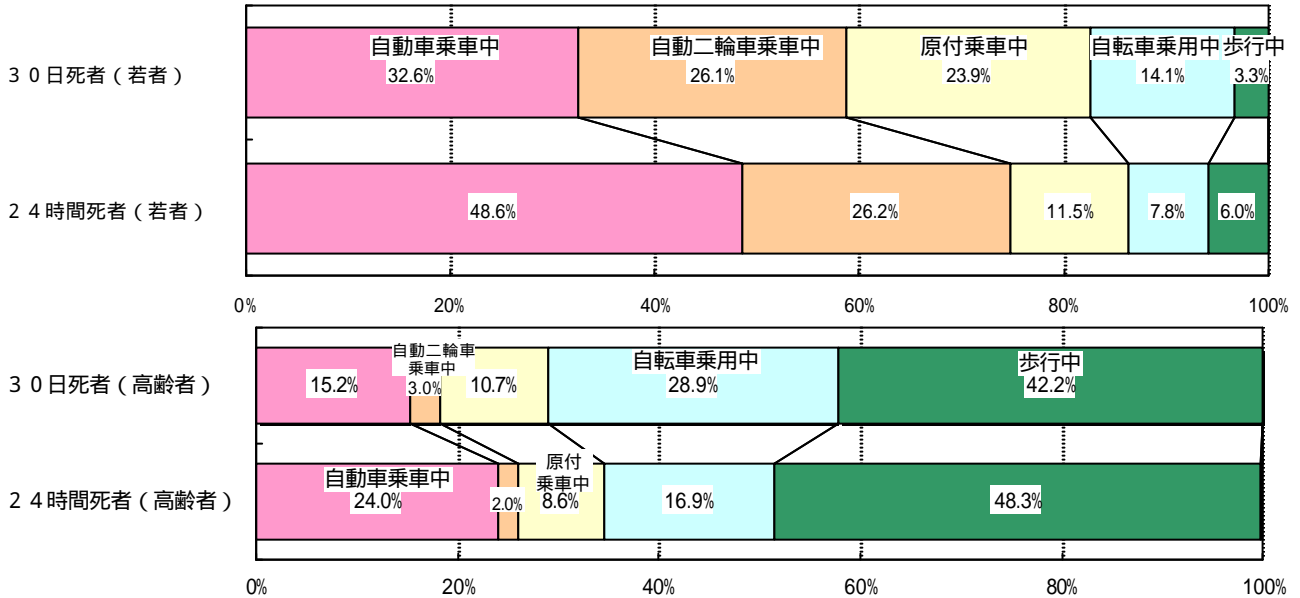 自動車乗車中 自動二輪車乗車中 原付乗車中 自転車乗用中 歩行中
３０日死者（若者） 32.6% 26.1% 23.9% 14.1% 3.3%
２４時間死者（若者） 48.6% 26.2% 11.5% 7.8% 6.0%
0% 20% 40% 60% 80% 100%
自動二輪車
乗車中 自転車乗用中 歩行中
３０日死者（高齢者） 15.2% 3.0% 10.7% 28.9% 42.2%
原付
自動車乗車中 乗車中
２４時間死者（高齢者） 24.0% 2.0% 8.6% 16.9% 48.3%
0% 20% 40% 60% 80% 100%